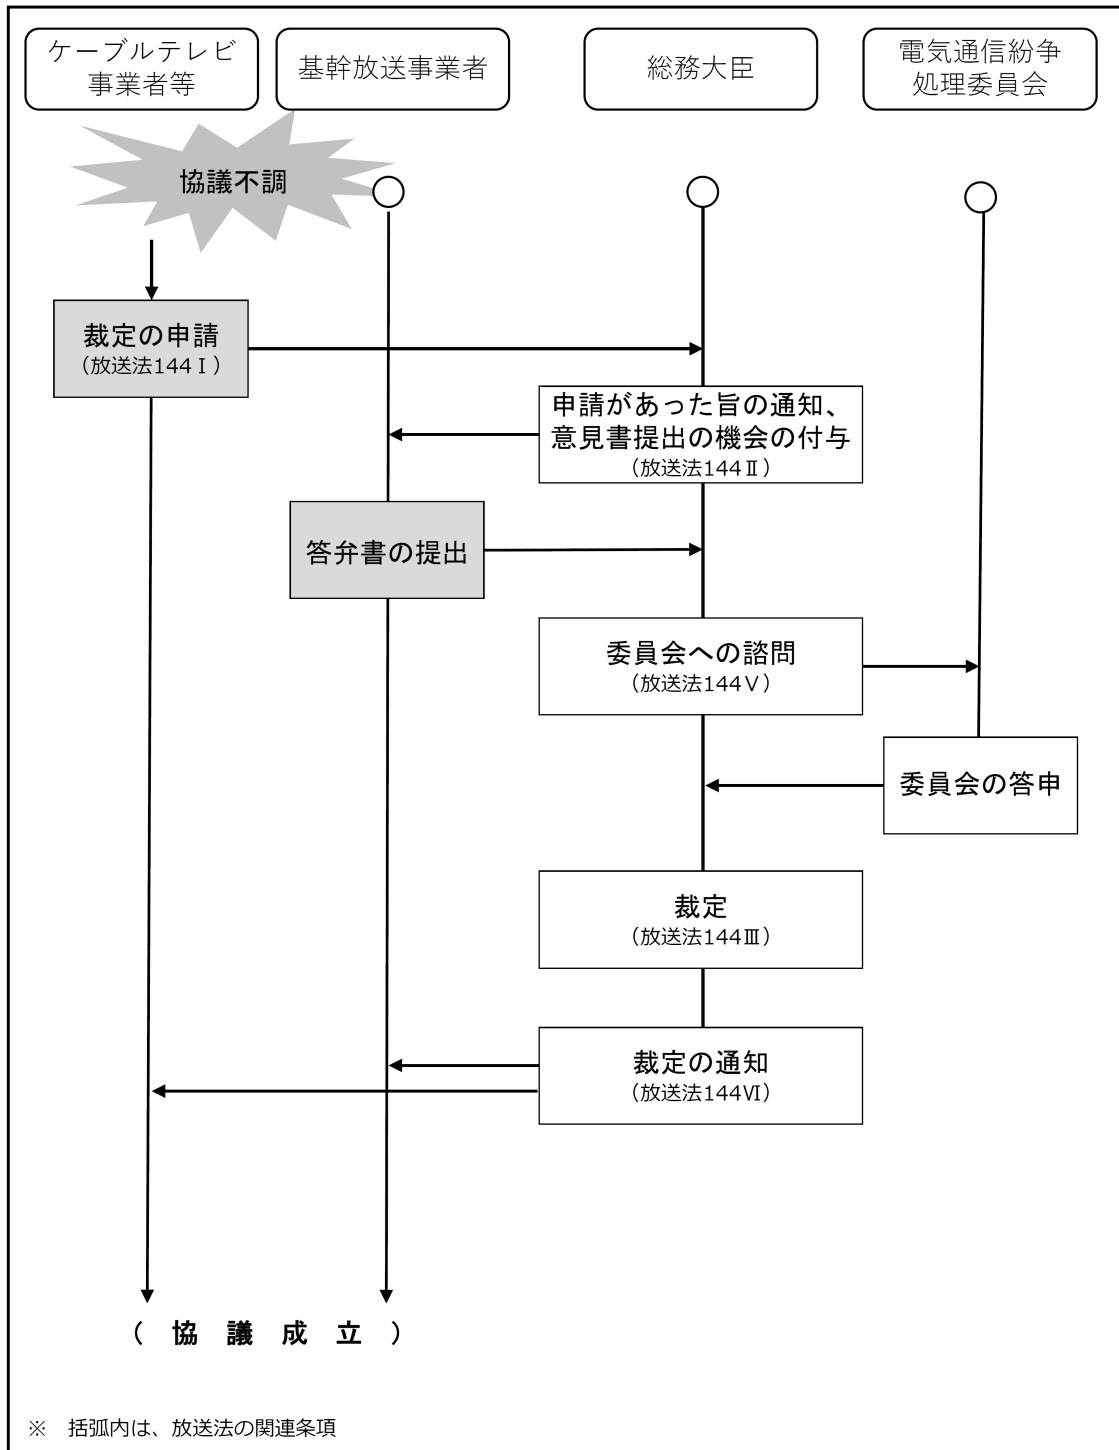 ケーブルテレビ
事業者等
基幹放送事業者
総務大臣
電気通信紛争
処理委員会
協議不調
裁定の申請
（放送法144Ⅰ）
申請があった旨の通知、
意見書提出の機会の付与
（放送法144Ⅱ）
答弁書の提出
委員会への諮問
（放送法144Ⅴ）
委員会の答申
裁定
（放送法144Ⅲ）
裁定の通知
（放送法144Ⅵ）
（　協　議　成　立　）
※　括弧内は、放送法の関連条項